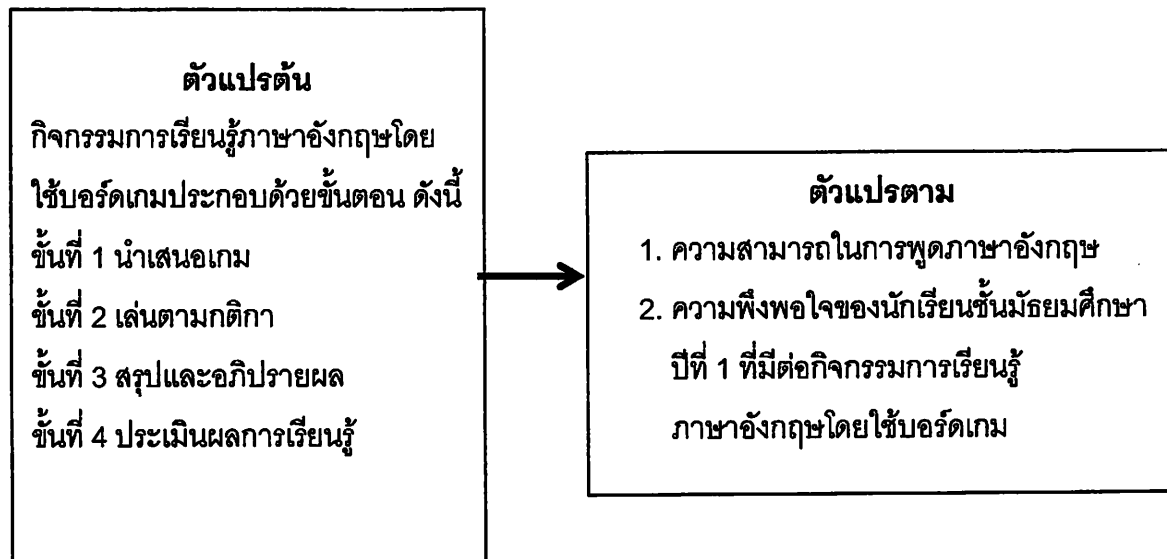 ตัวแปรต้น
กิจกรรมการเรียนรู้ภาษาอังกฤษโดย
ใช้บอร์ดเกมประกอบด้วยขั้นตอน ดังนี้
ขั้นที่ 1 นำเสนอเกม
ขั้นที่ 2 เล่นตามกติกา
ขั้นที่ 3 สรุปและอภิปรายผล
ขั้นที่ 4 ประเมินผลการเรียนรู้
ตัวแปรตาม
1. ความสามารถในการพูดภาษาอังกฤษ
2. ความพึงพอใจของนักเรียนชั้นมัธยมศึกษา
ปีที่ 1 ที่มีต่อกิจกรรมการเรียนรู้
ภาษาอังกฤษโดยใช้บอร์ดเกม